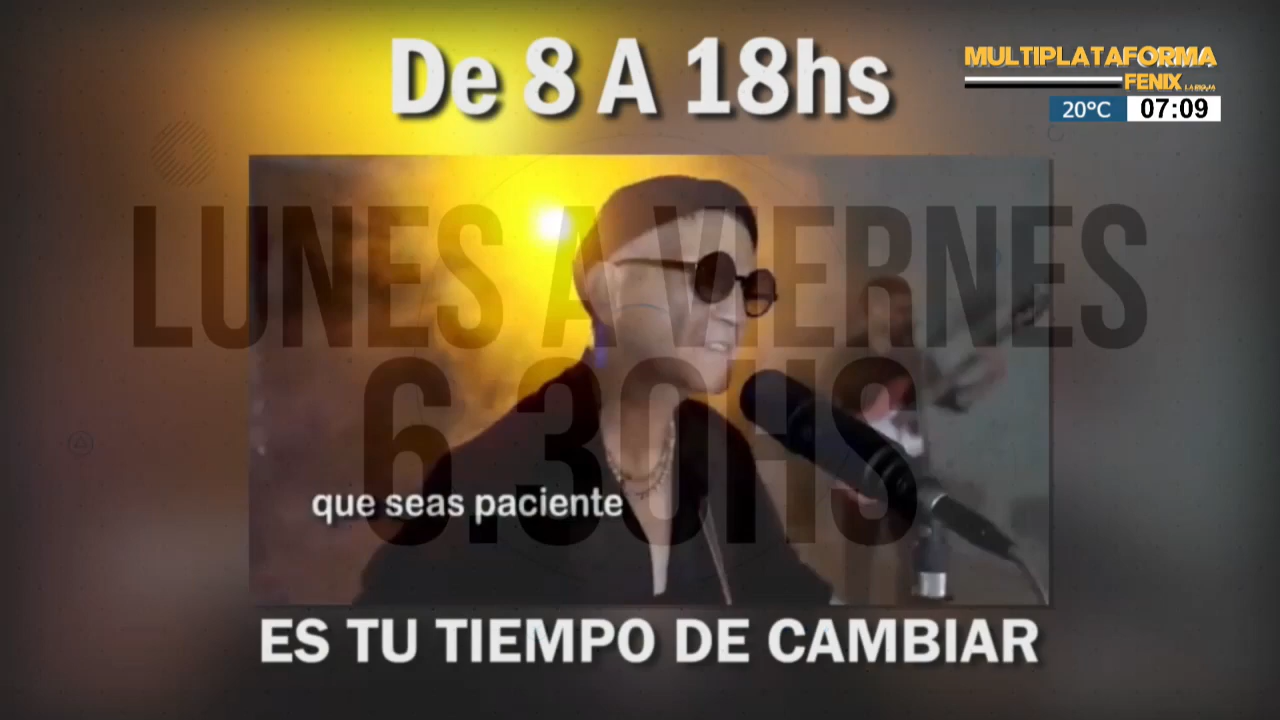 De 8 A 18hs
MULTIPLATAFORMA
FENIX
20°C 07:09
LUNES A VIERNES
6.30HS
que seas paciente
ES TU TIEMPO DE CAMBIAR